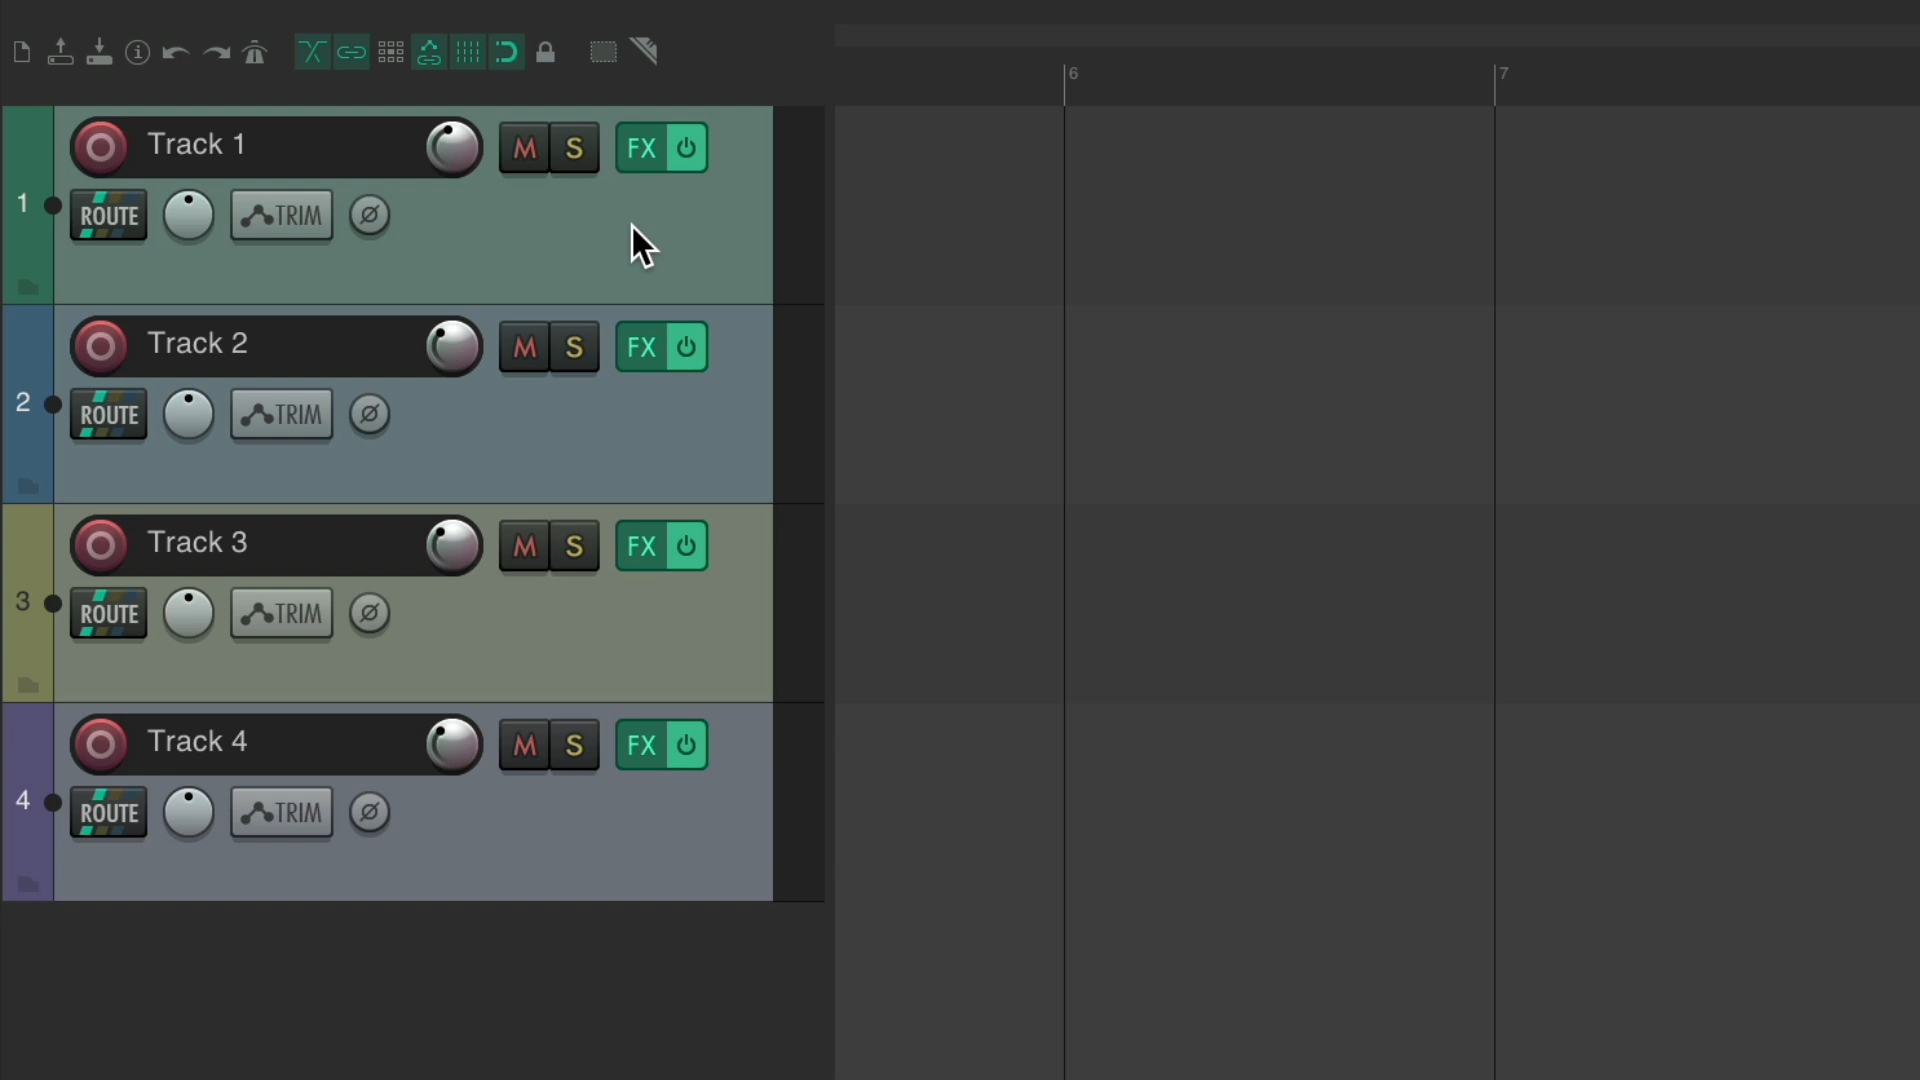 6 7
Track 1 M S FX
1 ROUTE TRIM Ø
Track 2 M S FX
2 ROUTE TRIM Ø
Track 3 M S FX
3 ROUTE TRIM Ø
Track 4 M S FX
4 ROUTE TRIM Ø